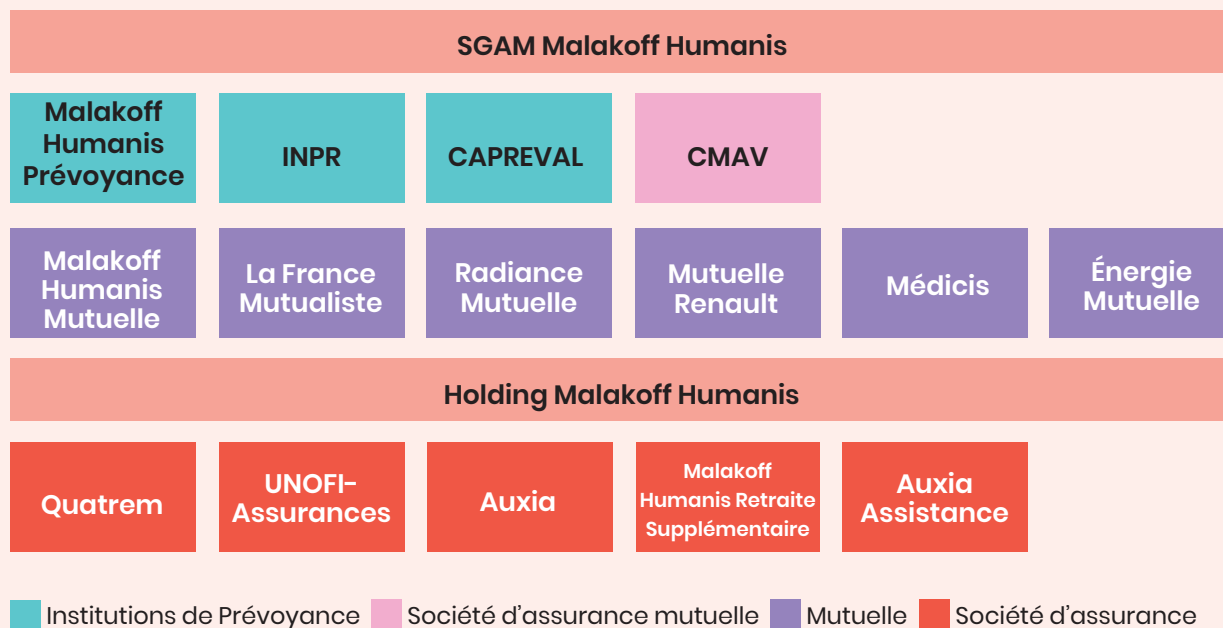 SGAM Malakoff Humanis
Malakoff
Humanis
Prévoyance
INPR
CAPREVAL
CMAV
Malakoff
Humanis
Mutuelle
La France
Mutualiste
Radiance
Mutuelle
Mutuelle
Renault
Médicis
Énergie
Mutuelle
Holding Malakoff Humanis
Quatrem
UNOFI-
Assurances
Auxia
Malakoff
Humanis Retraite
Supplémentaire
Auxia
Assistance
Institutions de Prévoyance Société d'assurance mutuelle Mutuelle Société d'assurance